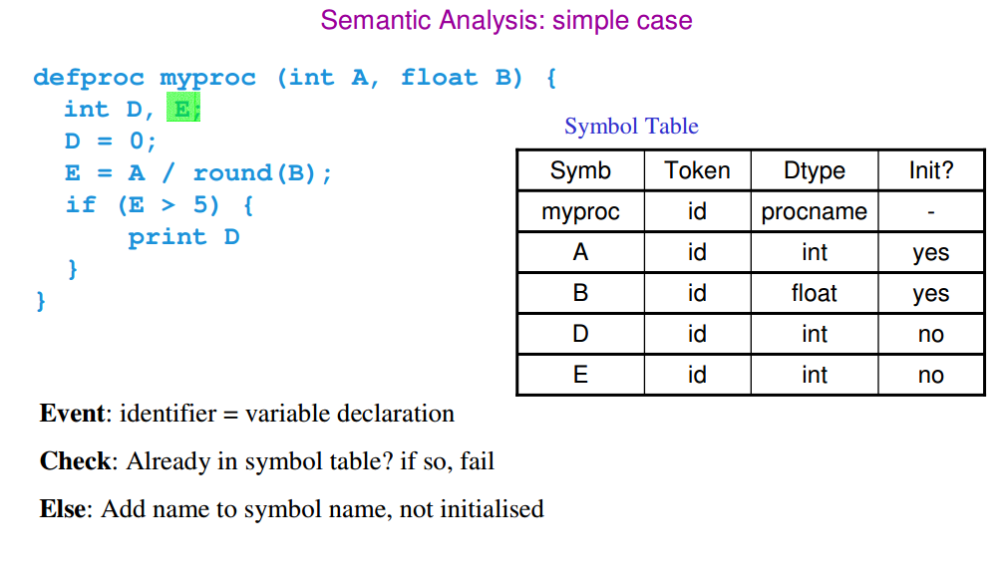 Semantic Analysis: simple case
defproc myproc (int A, float B) {
int D, E;
D = 0;
E = A / round(B);
if (E > 5) {
print D
}
}
Symbol Table
Symb Token Dtype Init?
myproc id procname -
A id int yes
B id float yes
D id int no
E id int no
Event: identifier = variable declaration
Check: Already in symbol table? if so, fail
Else: Add name to symbol name, not initialised